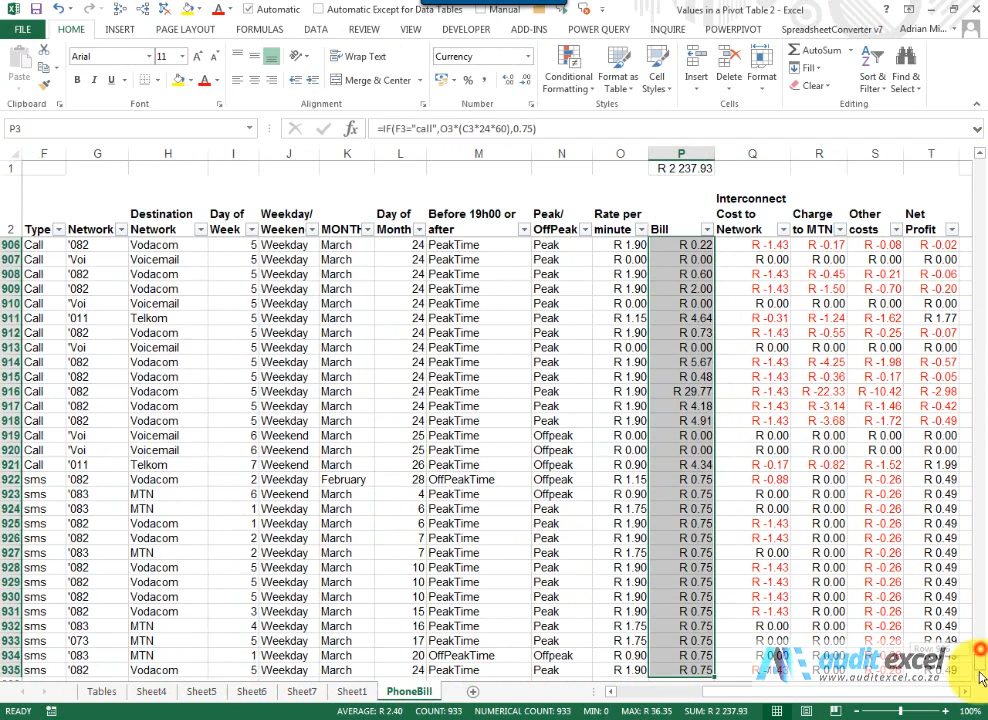 Automatic Automatic Except for Data Tables Manual Values in a Pivot Table 2 - Excel
FILE HOME INSERT PAGE LAYOUT FORMULAS DATA REVIEW VIEW DEVELOPER ADD-INS POWER QUERY INQUIRE POWERPIVOT SpreadsheetConverter v7 Adrian Mi...
Arial 11 Wrap Text Currency AutoSum
Paste B I U Merge & Center % Conditional Formatting Format as Table Cell Styles Insert Delete Format Fill Clear Sort & Filter Find & Select
Clipboard Font Alignment Number Styles Cells Editing
P3 fx =IF(F3="call",O3*(C3*24*60),0.75)
F G H I J K L M N O P Q R S T
1 R 2 237.93
Interconnect
Destination Day of Weekday/ Day of Before 19h00 or Peak/ Rate per Cost to Charge Other Net
2 Type Network Network Week Weeken MONTH Month after OffPeak minute Bill Network to MTN costs Profit
906 Call '082 Vodacom 5 Weekday March 24 PeakTime Peak R 1.90 R 0.22 R -1.43 R -0.17 R -0.08 R -0.02
907 Call 'Voi Voicemail 5 Weekday March 24 PeakTime Peak R 0.00 R 0.00 R 0.00 R 0.00 R 0.00 R 0.00
908 Call '082 Vodacom 5 Weekday March 24 PeakTime Peak R 1.90 R 0.60 R -1.43 R -0.45 R -0.21 R -0.06
909 Call '082 Vodacom 5 Weekday March 24 PeakTime Peak R 1.90 R 2.00 R -1.43 R -1.50 R -0.70 R -0.20
910 Call 'Voi Voicemail 5 Weekday March 24 PeakTime Peak R 0.00 R 0.00 R 0.00 R 0.00 R 0.00 R 0.00
911 Call '011 Telkom 5 Weekday March 24 PeakTime Peak R 1.15 R 4.64 R -0.31 R -1.24 R -1.62 R 1.77
912 Call '082 Vodacom 5 Weekday March 24 PeakTime Peak R 1.90 R 0.73 R -1.43 R -0.55 R -0.25 R -0.07
913 Call 'Voi Voicemail 5 Weekday March 24 PeakTime Peak R 0.00 R 0.00 R 0.00 R 0.00 R 0.00 R 0.00
914 Call '082 Vodacom 5 Weekday March 24 PeakTime Peak R 1.90 R 5.67 R -1.43 R -4.25 R -1.98 R -0.57
915 Call '082 Vodacom 5 Weekday March 24 PeakTime Peak R 1.90 R 0.48 R -1.43 R -0.36 R -0.17 R -0.05
916 Call '082 Vodacom 5 Weekday March 24 PeakTime Peak R 1.90 R 29.77 R -1.43 R -22.33 R -10.42 R -2.98
917 Call '082 Vodacom 5 Weekday March 24 PeakTime Peak R 1.90 R 4.18 R -1.43 R -3.14 R -1.46 R -0.42
918 Call '082 Vodacom 5 Weekday March 24 PeakTime Peak R 1.90 R 4.91 R -1.43 R -3.68 R -1.72 R -0.49
919 Call 'Voi Voicemail 6 Weekend March 25 PeakTime Offpeak R 0.00 R 0.00 R 0.00 R 0.00 R 0.00 R 0.00
920 Call 'Voi Voicemail 6 Weekend March 25 PeakTime Offpeak R 0.00 R 0.00 R 0.00 R 0.00 R 0.00 R 0.00
921 Call '011 Telkom 7 Weekend March 26 PeakTime Offpeak R 0.90 R 4.34 R -0.17 R -0.82 R -1.52 R 1.99
922 sms '082 Vodacom 2 Weekday February 28 OffPeakTime Offpeak R 1.15 R 0.75 R -0.88 R 0.00 R -0.26 R 0.49
923 sms '083 MTN 6 Weekend March 4 PeakTime Offpeak R 0.90 R 0.75 R 0.00 R 0.00 R -0.26 R 0.49
924 sms '083 MTN 1 Weekday March 6 PeakTime Peak R 1.75 R 0.75 R 0.00 R 0.00 R -0.26 R 0.49
925 sms '082 Vodacom 1 Weekday March 6 PeakTime Peak R 1.90 R 0.75 R -1.43 R 0.00 R -0.26 R 0.49
926 sms '082 Vodacom 2 Weekday March 7 PeakTime Peak R 1.90 R 0.75 R -1.43 R 0.00 R -0.26 R 0.49
927 sms '083 MTN 2 Weekday March 7 PeakTime Peak R 1.75 R 0.75 R 0.00 R 0.00 R -0.26 R 0.49
928 sms '082 Vodacom 5 Weekday March 10 PeakTime Peak R 1.90 R 0.75 R -1.43 R 0.00 R -0.26 R 0.49
929 sms '082 Vodacom 5 Weekday March 10 PeakTime Peak R 1.90 R 0.75 R -1.43 R 0.00 R -0.26 R 0.49
930 sms '082 Vodacom 5 Weekday March 10 PeakTime Peak R 1.90 R 0.75 R -1.43 R 0.00 R -0.26 R 0.49
931 sms '082 Vodacom 3 Weekday March 15 PeakTime Peak R 1.90 R 0.75 R -1.43 R 0.00 R -0.26 R 0.49
932 sms '083 MTN 4 Weekday March 16 PeakTime Peak R 1.75 R 0.75 R 0.00 R 0.00 R -0.26 R 0.49
933 sms '073 MTN 5 Weekday March 17 PeakTime Peak R 1.75 R 0.75 R 0.00 R 0.00 R -0.26 R 0.49
934 sms '083 MTN 1 Weekday March 20 OffPeakTime Offpeak R 0.90 R 0.75 R 0.00
935 sms '082 Vodacom 5 Weekday March 24 PeakTime Peak R 1.90 R 0.75
audit excel
www.auditexcel.co.za
Tables Sheet4 Sheet5 Sheet6 Sheet7 Sheet1 PhoneBill
READY AVERAGE: R 2.40 COUNT: 933 NUMERICAL COUNT: 933 MIN: 0 MAX: R 36.35 SUM: R 2 237.93 100%